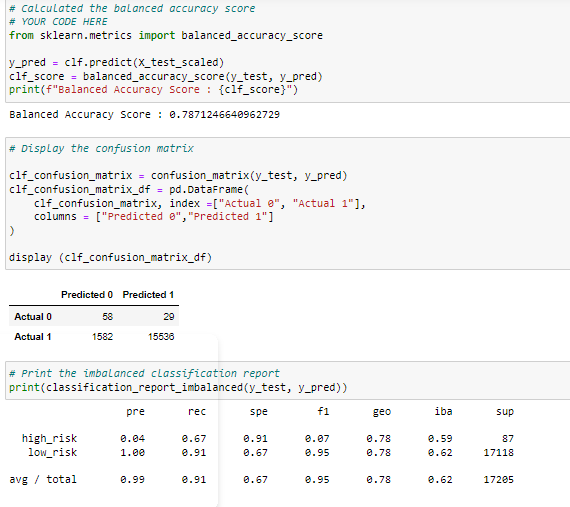 # Calculated the balanced accuracy score
# YOUR CODE HERE
from sklearn.metrics import balanced_accuracy_score
y_pred = clf.predict(X_test_scaled)
clf_score = balanced_accuracy_score(y_test, y_pred)
print(f"Balanced Accuracy Score : {clf_score}")
Balanced Accuracy Score : 0.7871246640962729
# Display the confusion matrix
clf_confusion_matrix = confusion_matrix(y_test, y_pred)
clf_confusion_matrix_df = pd.DataFrame(
    clf_confusion_matrix, index =["Actual 0", "Actual 1"],
    columns = ["Predicted 0","Predicted 1"]
)
display (clf_confusion_matrix_df)
Predicted 0 Predicted 1
Actual 0 58 29
Actual 1 1582 15536
# Print the imbalanced classification report
print(classification_report_imbalanced(y_test, y_pred))
pre rec spe f1 geo iba sup
high_risk 0.04 0.67 0.91 0.07 0.78 0.59 87
low_risk 1.00 0.91 0.67 0.95 0.78 0.62 17118
avg / total 0.99 0.91 0.67 0.95 0.78 0.62 17205